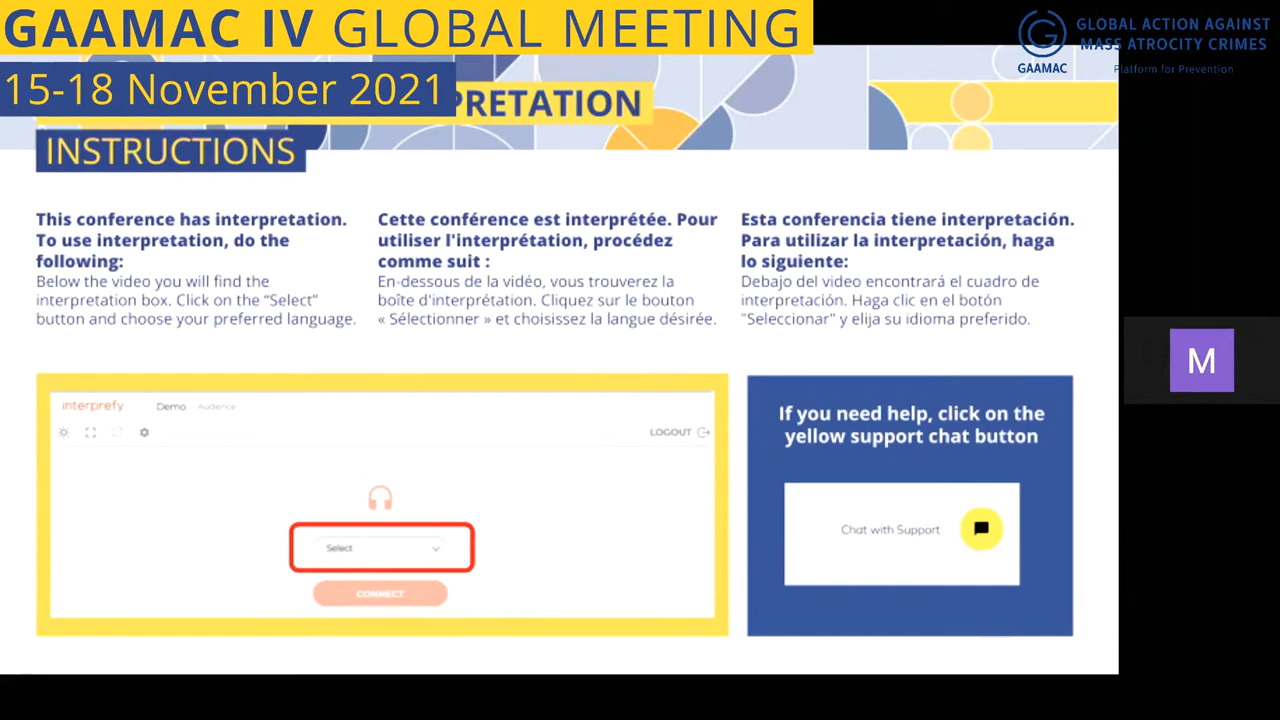 GAAMAC IV GLOBAL MEETING
15-18 November 2021
GLOBAL ACTION AGAINST
MASS ATROCITY CRIMES
GAAMAC
Platform for Prevention
PRETATION
INSTRUCTIONS
This conference has interpretation.
To use interpretation, do the
following:
Below the video you will find the
interpretation box. Click on the “Select”
button and choose your preferred language.
Cette conférence est interprétée. Pour
utiliser l'interprétation, procédez
comme suit :
En-dessous de la vidéo, vous trouverez la
boîte d'interprétation. Cliquez sur le bouton
« Sélectionner » et choisissez la langue désirée.
Esta conferencia tiene interpretación.
Para utilizar la interpretación, haga
lo siguiente:
Debajo del video encontrará el cuadro de
interpretación. Haga clic en el botón
"Seleccionar" y elija su idioma preferido.
interprefy Demo Audience
LOGOUT
Select
CONNECT
If you need help, click on the
yellow support chat button
Chat with Support
M